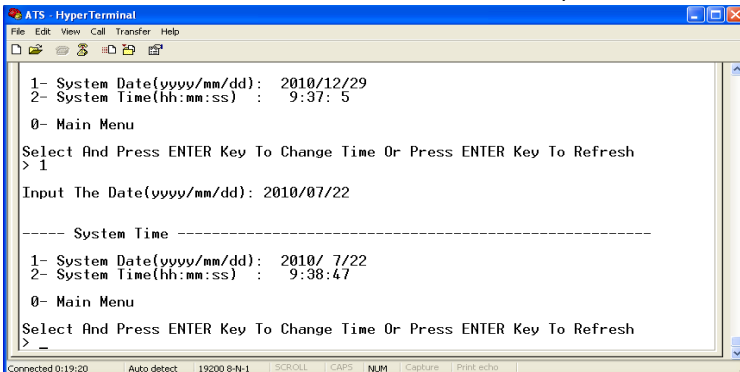 ATS - HyperTerminal
File Edit View Call Transfer Help
1- System Date(yyyy/mm/dd): 2010/12/29
2- System Time(hh:mm:ss) : 9:37: 5
0- Main Menu
Select And Press ENTER Key To Change Time Or Press ENTER Key To Refresh
> 1
Input The Date(yyyy/mm/dd): 2010/07/22
----- System Time ------------------------------------------------------
1- System Date(yyyy/mm/dd): 2010/ 7/22
2- System Time(hh:mm:ss) : 9:38:47
0- Main Menu
Select And Press ENTER Key To Change Time Or Press ENTER Key To Refresh
> _
Connected 0:19:20 Auto detect 19200 8-N-1 SCROLL CAPS NUM Capture Print echo